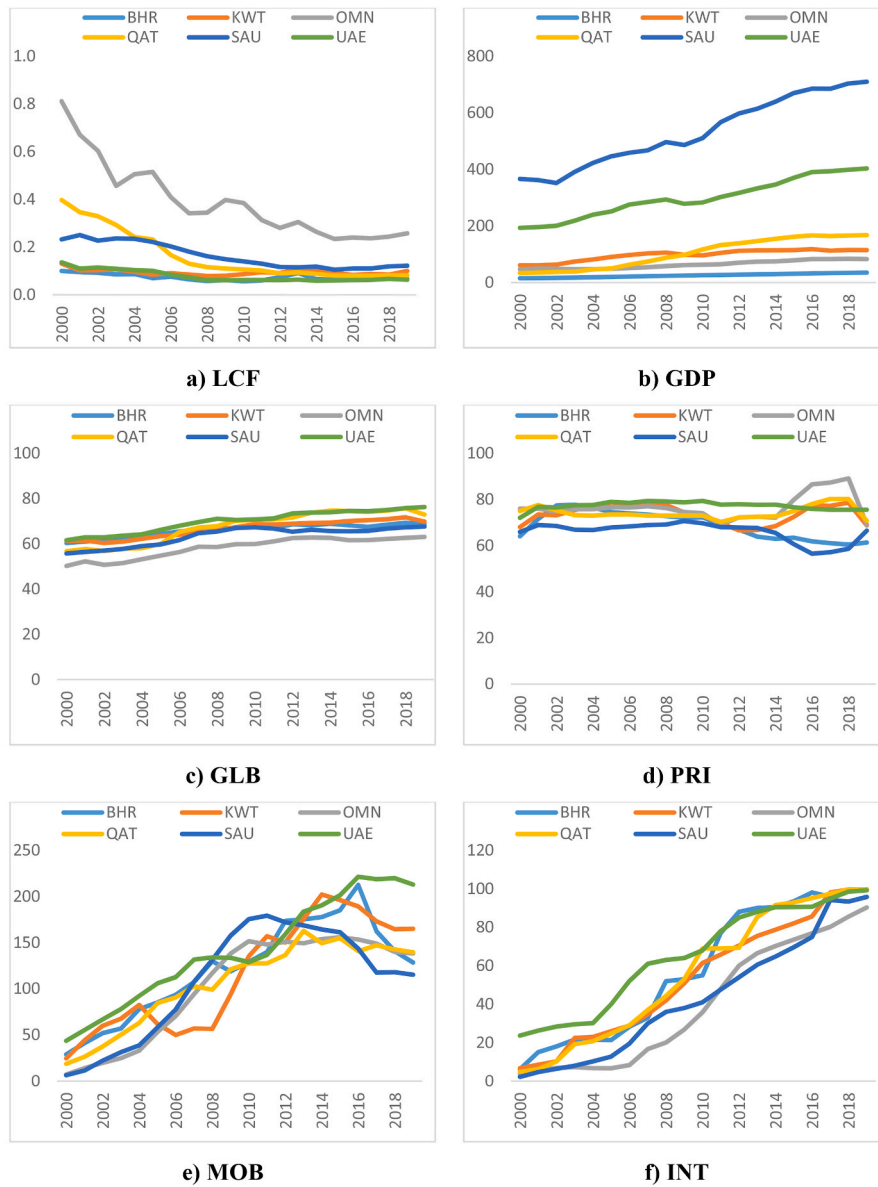 BHR KWT OMN
QAT SAU UAE
1.0
0.8
0.6
0.4
0.2
0.0
2000 2002 2004 2006 2008 2010 2012 2014 2016 2018
a) LCF
BHR KWT OMN
QAT SAU UAE
800
600
400
200
0
2000 2002 2004 2006 2008 2010 2012 2014 2016 2018
b) GDP
BHR KWT OMN
QAT SAU UAE
100
80
60
40
20
0
2000 2002 2004 2006 2008 2010 2012 2014 2016 2018
c) GLB
BHR KWT OMN
QAT SAU UAE
100
80
60
40
20
0
2000 2002 2004 2006 2008 2010 2012 2014 2016 2018
d) PRI
BHR KWT OMN
QAT SAU UAE
250
200
150
100
50
0
2000 2002 2004 2006 2008 2010 2012 2014 2016 2018
e) MOB
BHR KWT OMN
QAT SAU UAE
120
100
80
60
40
20
0
2000 2002 2004 2006 2008 2010 2012 2014 2016 2018
f) INT